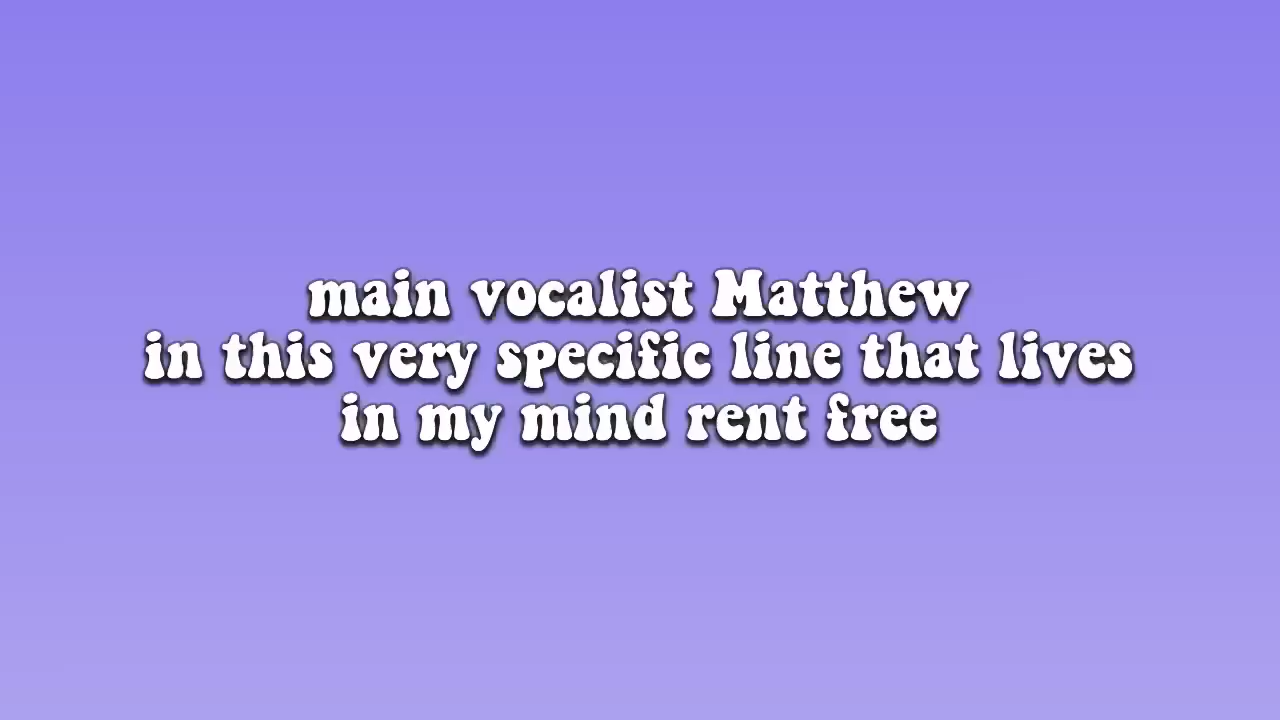 main vocalist Matthew
in this very specific line that lives
in my mind rent free